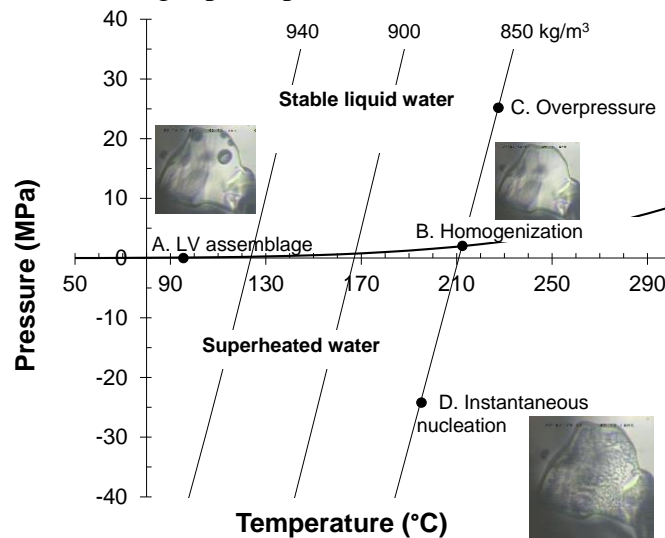 940 900 850 kg/m³
40
30
Stable liquid water
C. Overpressure
20
10
B. Homogenization
A. LV assemblage
0
50 90 130 170 210 250 290
-10
Superheated water
-20
D. Instantaneous
nucleation
-30
-40
Pressure (MPa)
Temperature (°C)